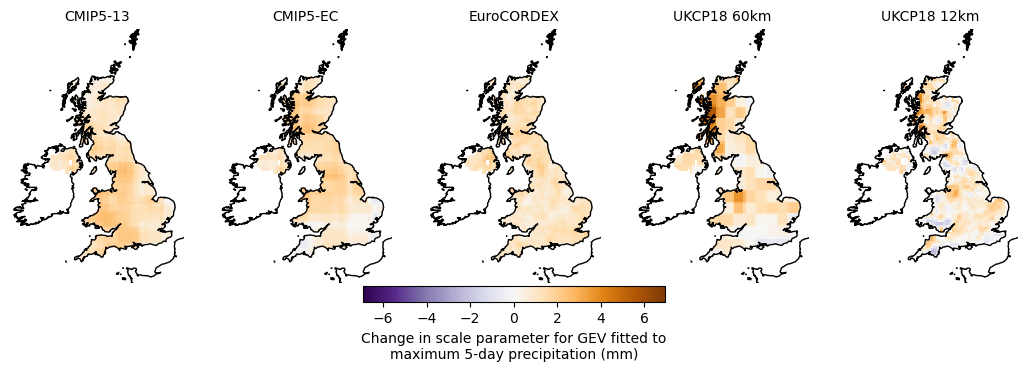 CMIP5-13
CMIP5-EC
EuroCORDEX
UKCP18 60km
UKCP18 12km
−6 −4 −2 0 2 4 6
Change in scale parameter for GEV fitted to
maximum 5-day precipitation (mm)